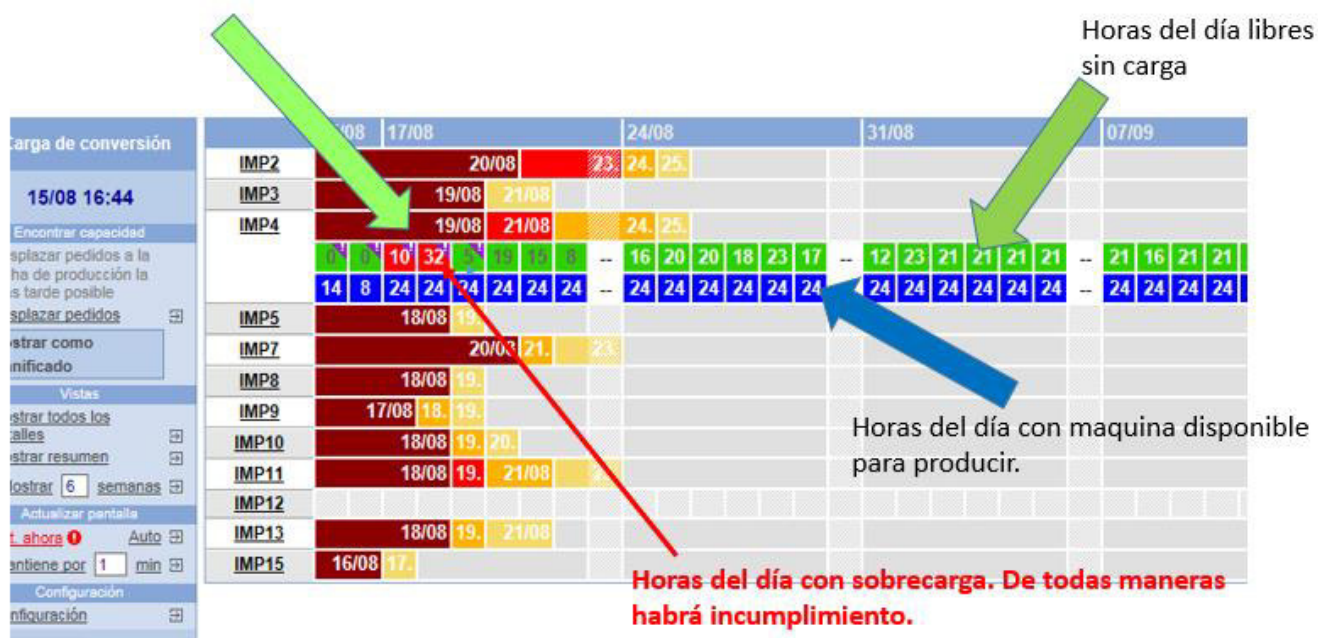 Horas del día libres
sin carga
Carga de conversión
15/08 16:44
Encontrar capacidad
splazar pedidos a la
ha de producción la
s tarde posible
splazar pedidos
strar como
nificado
Vistas
strar todos los
talles
strar resumen
ostrar 6 semanas
Actualizar pantalla
t. ahora Auto
antiene por 1 min
Configuración
nfiguración
/08 17/08 24/08 31/08 07/09
IMP2 20/08 23. 24. 25.
IMP3 19/08 21/08
IMP4 19/08 21/08 24. 25.
0 0 10 32 5 19 15 8 -- 16 20 20 18 23 17 -- 12 23 21 21 21 21 -- 21 16 21 21
14 8 24 24 24 24 24 24 -- 24 24 24 24 24 24 24 24 24 24 24 24 -- 24 24 24 24
IMP5 18/08 19.
IMP7 20/08 21. 23.
IMP8 18/08 19.
IMP9 17/08 18. 19.
IMP10 18/08 19. 20.
IMP11 18/08 19. 21/08
IMP12
IMP13 18/08 19. 21/08
IMP15 16/08 17.
Horas del día con maquina disponible
para producir.
Horas del día con sobrecarga. De todas maneras
habrá incumplimiento.